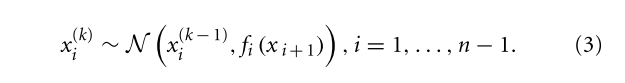 x_i^{(k)} ∼ 𝒩 ( x_i^{(k−1)}, f_i (x_{i+1}) ), i = 1, . . . , n − 1. (3)